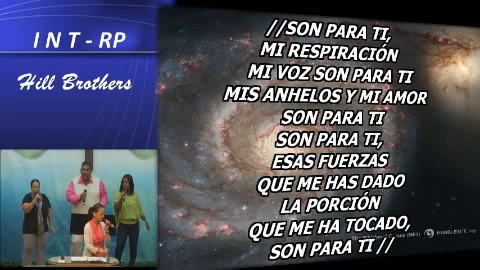 INT-RP
Hill Brothers
//SON PARA TI,
MI RESPIRACIÓN
MI VOZ SON PARA TI
MIS ANHELOS Y MI AMOR
SON PARA TI
SON PARA TI,
ESAS FUERZAS
QUE ME HAS DADO
LA PORCIÓN
QUE ME HA TOCADO,
SON PARA TI //